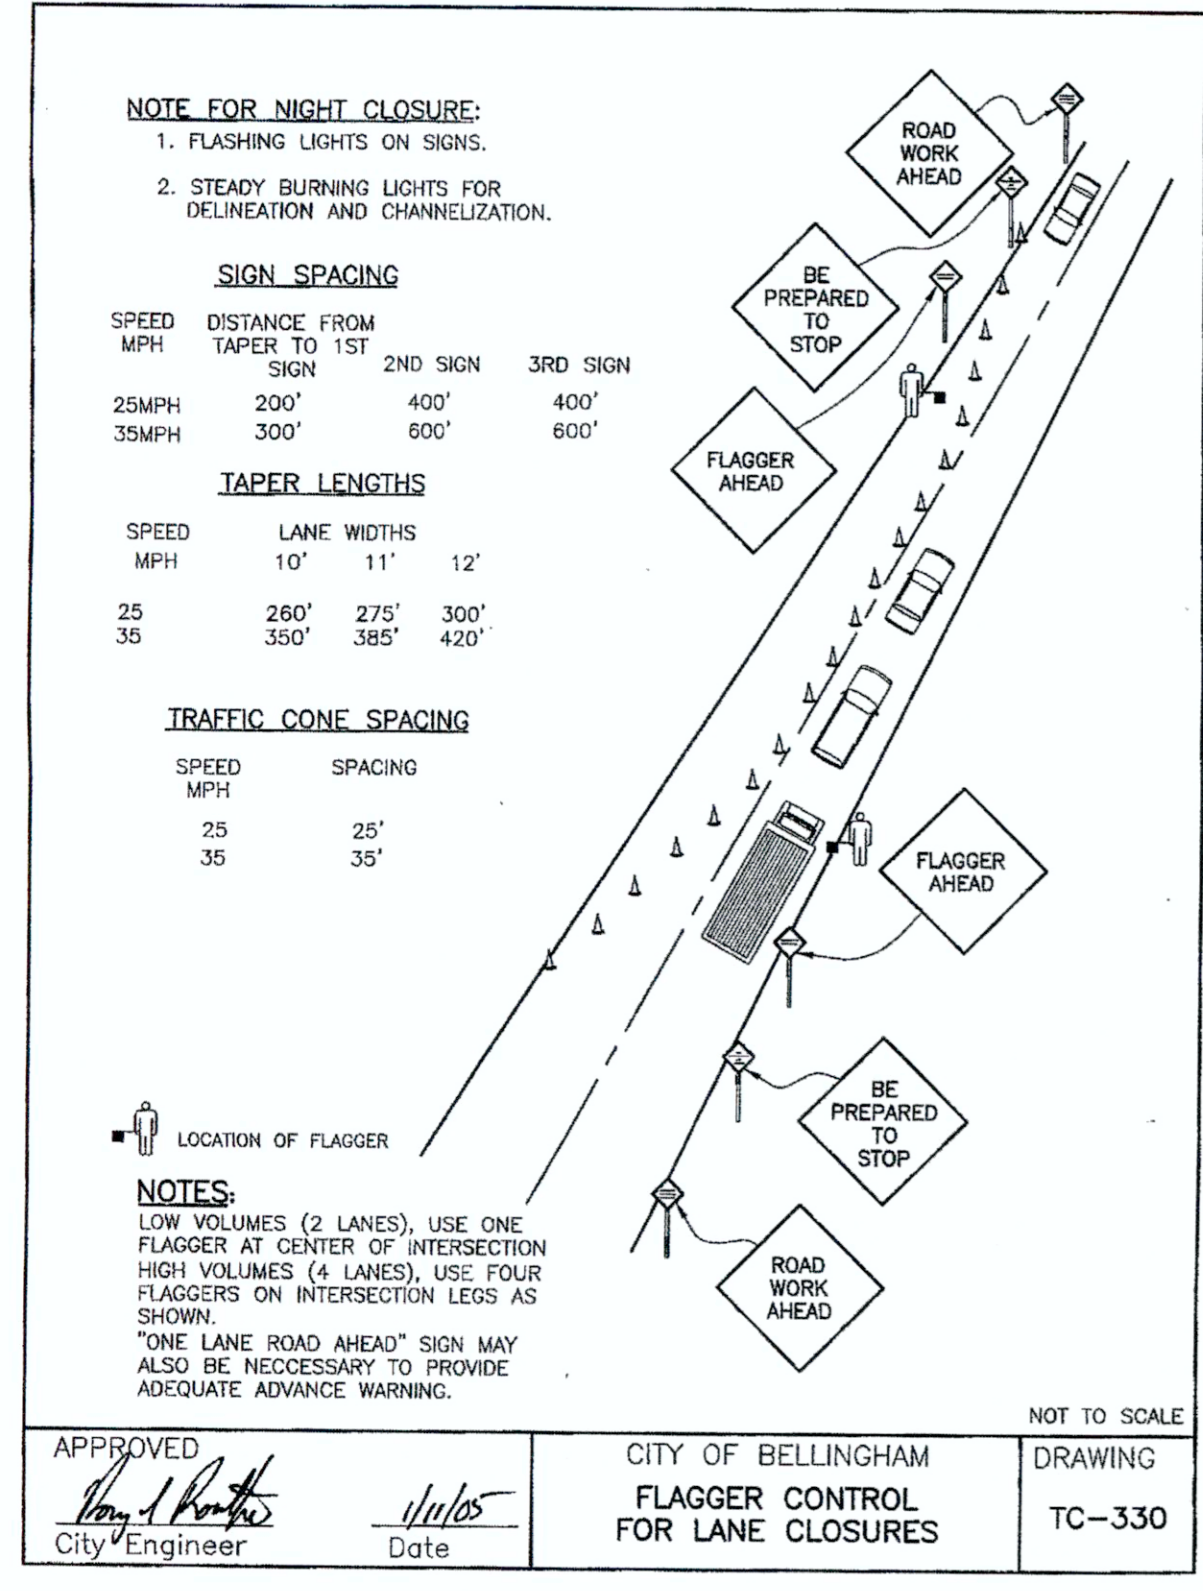 NOTE FOR NIGHT CLOSURE:
1. FLASHING LIGHTS ON SIGNS.
2. STEADY BURNING LIGHTS FOR
DELINEATION AND CHANNELIZATION.
SIGN SPACING
SPEED DISTANCE FROM
MPH TAPER TO 1ST
SIGN 2ND SIGN 3RD SIGN
25MPH 200' 400' 400'
35MPH 300' 600' 600'
TAPER LENGTHS
SPEED LANE WIDTHS
MPH 10' 11' 12'
25 260' 275' 300'
35 350' 385' 420'
TRAFFIC CONE SPACING
SPEED SPACING
MPH
25 25'
35 35'
ROAD
WORK
AHEAD
BE
PREPARED
TO
STOP
FLAGGER
AHEAD
FLAGGER
AHEAD
BE
PREPARED
TO
STOP
ROAD
WORK
AHEAD
LOCATION OF FLAGGER
NOTES:
LOW VOLUMES (2 LANES), USE ONE
FLAGGER AT CENTER OF INTERSECTION
HIGH VOLUMES (4 LANES), USE FOUR
FLAGGERS ON INTERSECTION LEGS AS
SHOWN.
"ONE LANE ROAD AHEAD" SIGN MAY
ALSO BE NECCESSARY TO PROVIDE
ADEQUATE ADVANCE WARNING.
NOT TO SCALE
APPROVED
1/11/05
City Engineer Date
CITY OF BELLINGHAM
FLAGGER CONTROL
FOR LANE CLOSURES
DRAWING
TC-330